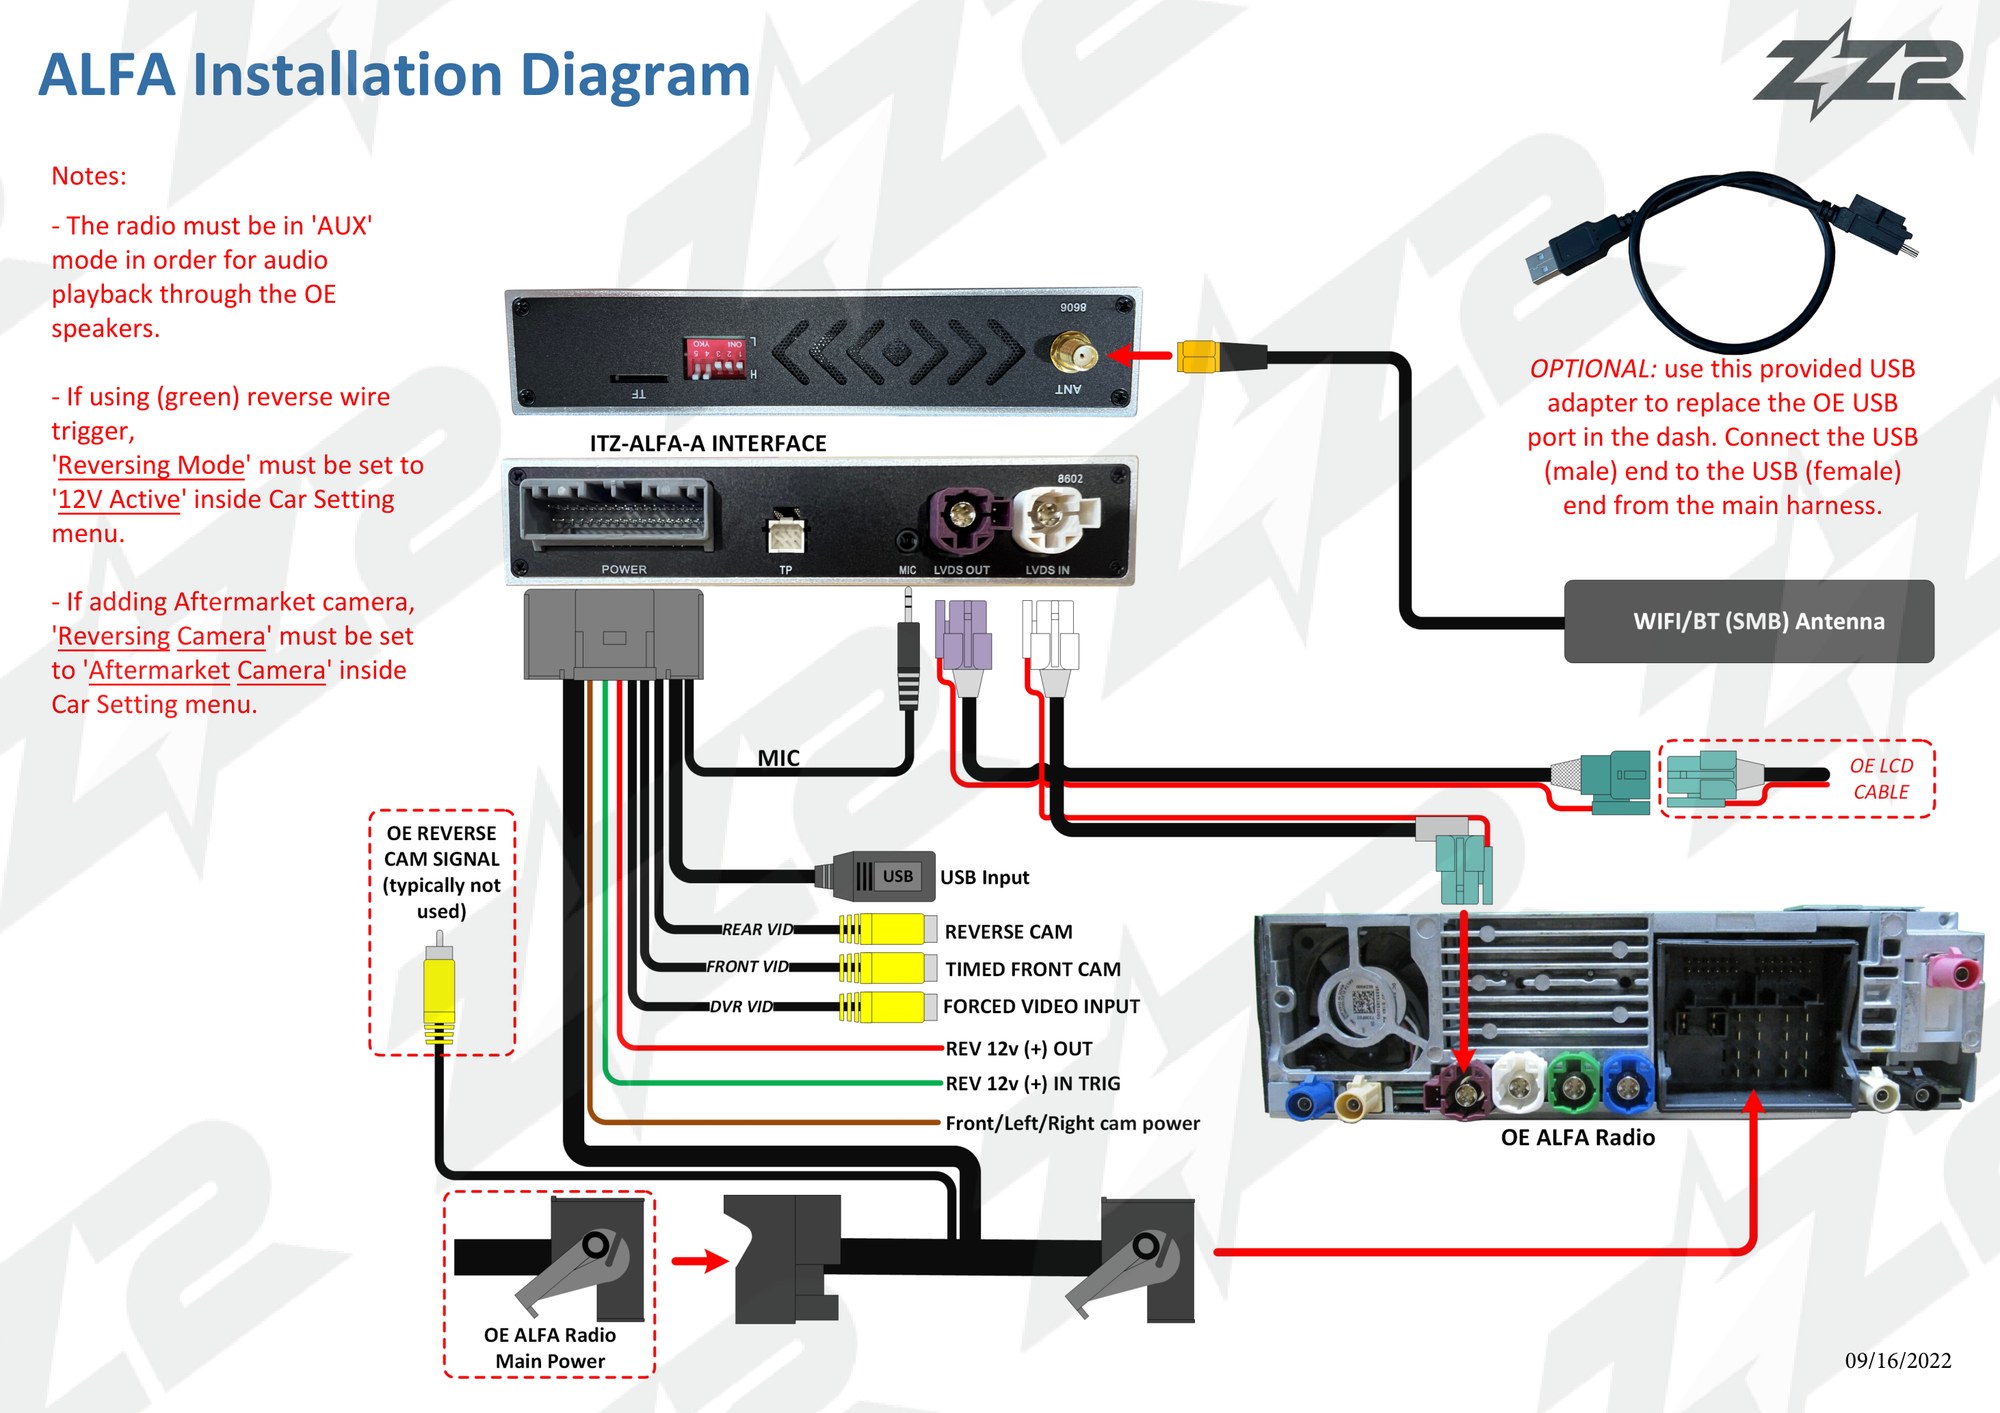 ALFA Installation Diagram
ZZ2
Notes:
- The radio must be in 'AUX'
mode in order for audio
playback through the OE
speakers.
- If using (green) reverse wire
trigger,
'Reversing Mode' must be set to
'12V Active' inside Car Setting
menu.
- If adding Aftermarket camera,
'Reversing Camera' must be set
to 'Aftermarket Camera' inside
Car Setting menu.
8606
ANT
TF
L
H
ITZ-ALFA-A INTERFACE
8602
POWER
TP
MIC
LVDS OUT
LVDS IN
OPTIONAL: use this provided USB
adapter to replace the OE USB
port in the dash. Connect the USB
(male) end to the USB (female)
end from the main harness.
WIFI/BT (SMB) Antenna
MIC
OE LCD
CABLE
OE REVERSE
CAM SIGNAL
(typically not
used)
USB
USB Input
REAR VID
REVERSE CAM
FRONT VID
TIMED FRONT CAM
DVR VID
FORCED VIDEO INPUT
REV 12v (+) OUT
REV 12v (+) IN TRIG
Front/Left/Right cam power
OE ALFA Radio
OE ALFA Radio
Main Power
09/16/2022